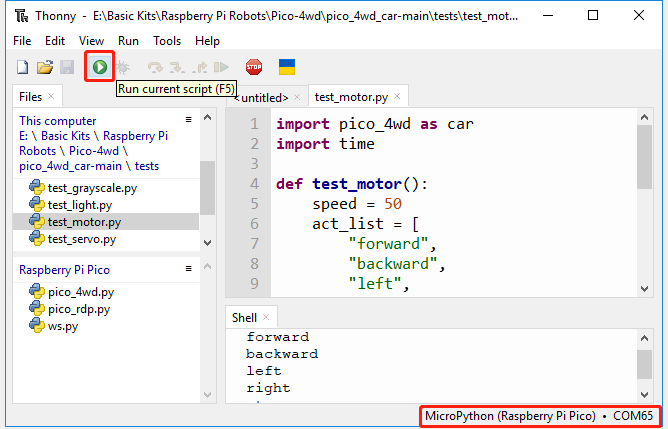 Thonny - E:\Basic Kits\Raspberry Pi Robots\Pico-4wd\pico_4wd_car-main\tests\test_mot...
File Edit View Run Tools Help
Run current script (F5)
Files
This computer
E: \ Basic Kits \ Raspberry Pi
Robots \ Pico-4wd \
pico_4wd_car-main \ tests
test_grayscale.py
test_light.py
test_motor.py
test_servo.py
Raspberry Pi Pico
pico_4wd.py
pico_rdp.py
ws.py
<untitled> test_motor.py
1 import pico_4wd as car
2 import time
3
4 def test_motor():
5 speed = 50
6 act_list = [
7 "forward",
8 "backward",
9 "left",
Shell
forward
backward
left
right
MicroPython (Raspberry Pi Pico) • COM65